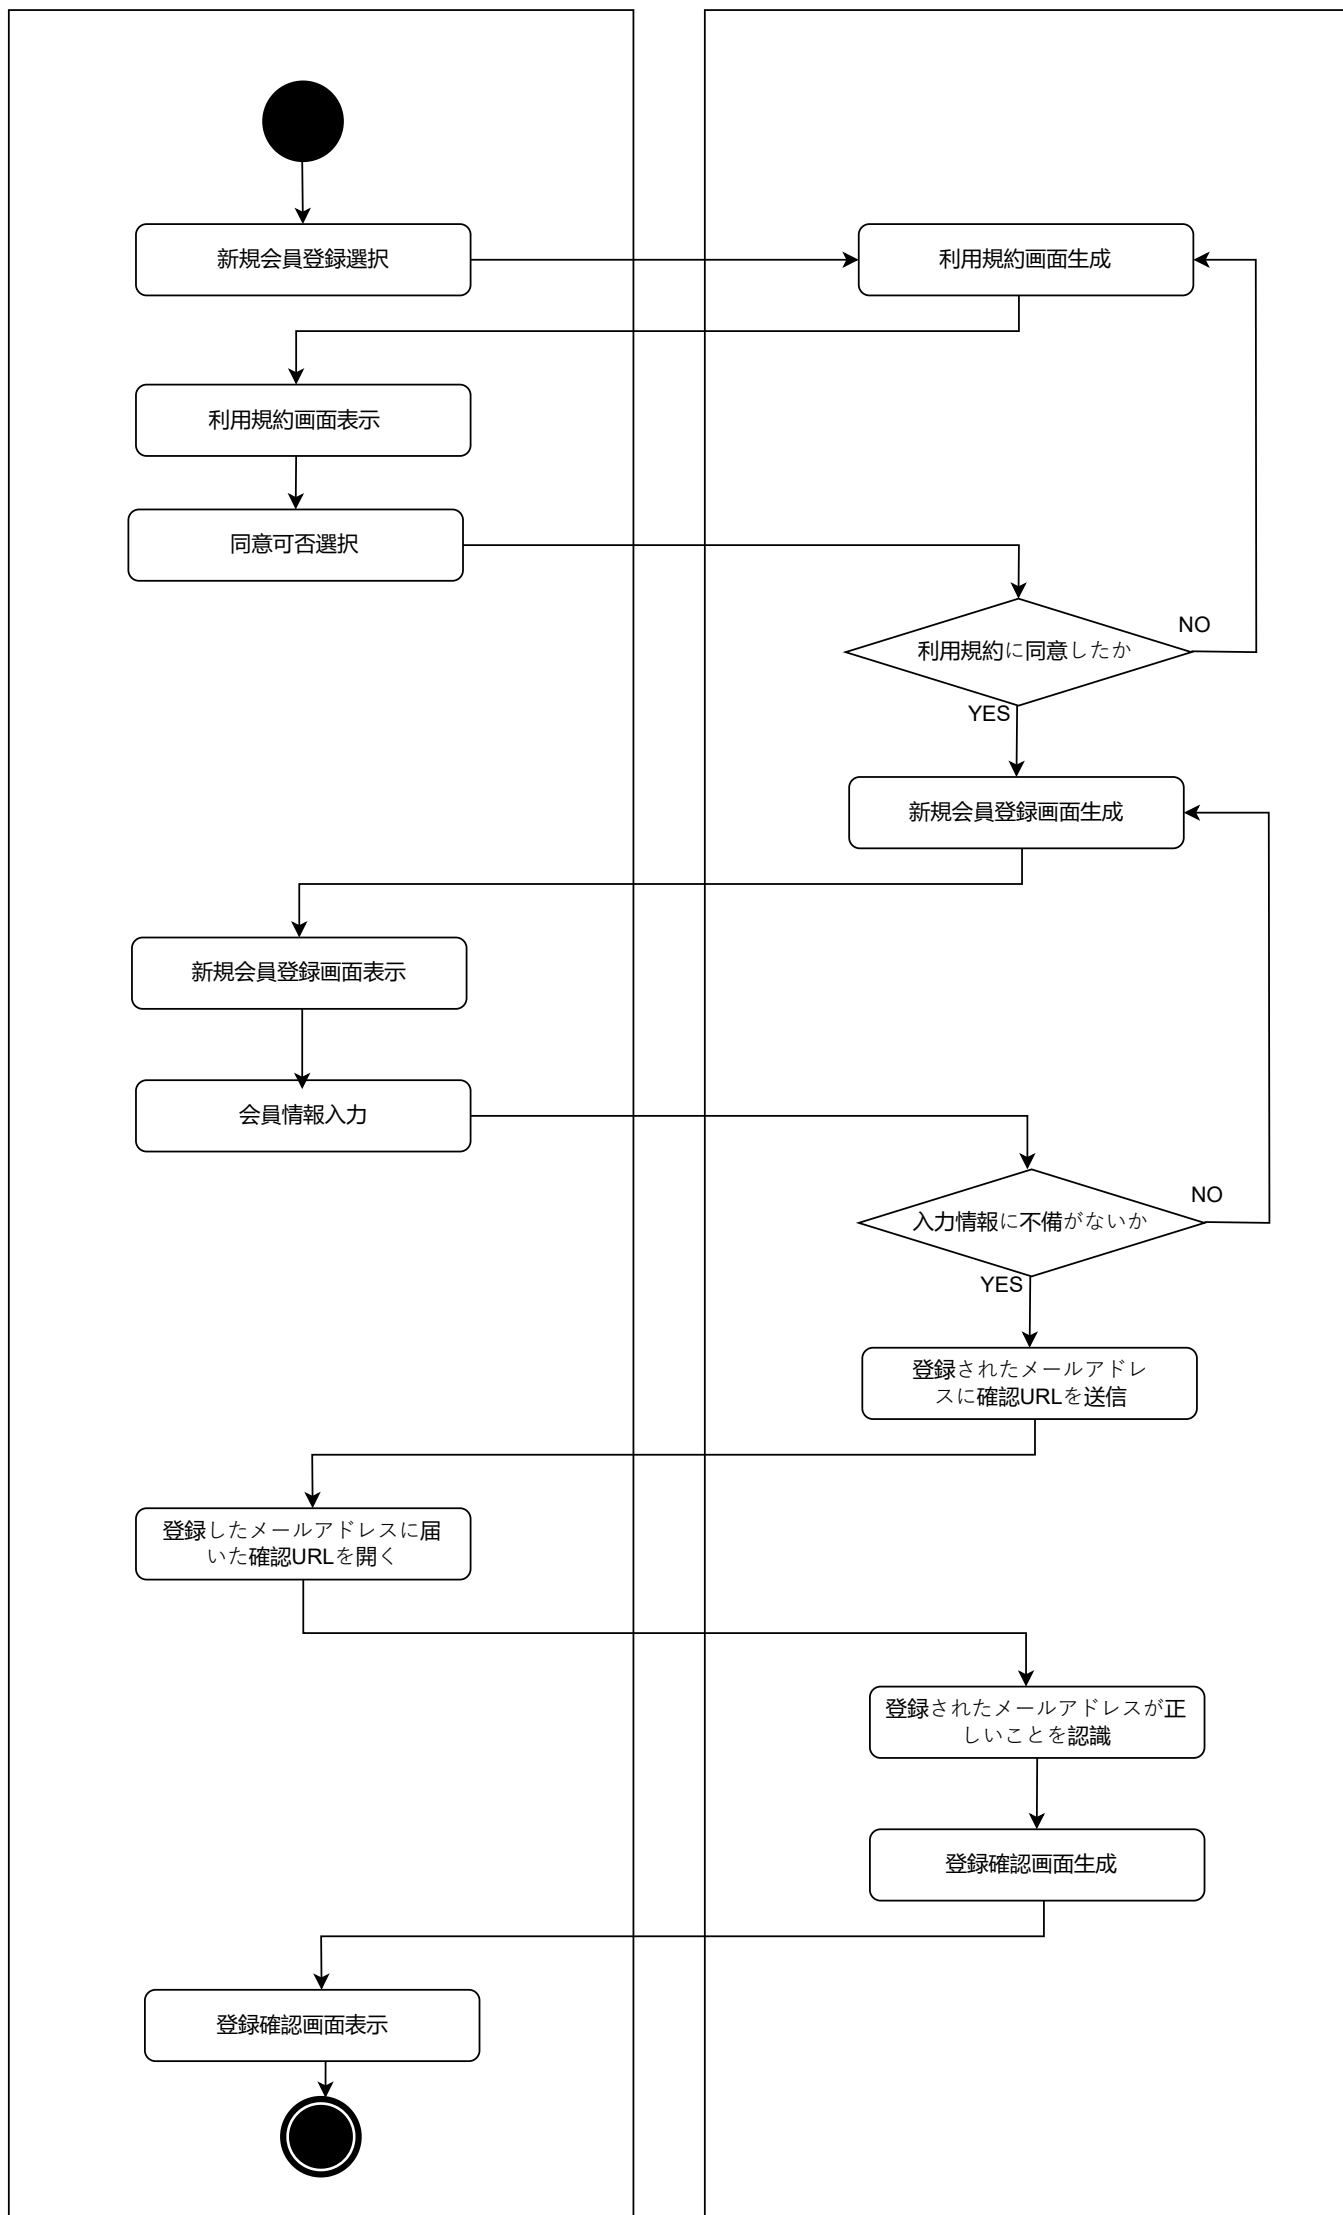 新規会員登録選択
利用規約画面生成
利用規約画面表示
同意可否選択
NO
利用規約に同意したか
YES
新規会員登録画面生成
新規会員登録画面表示
会員情報入力
NO
入力情報に不備がないか
YES
登録されたメールアドレ
スに確認URLを送信
登録したメールアドレスに届
いた確認URLを開く
登録されたメールアドレスが正
しいことを認識
登録確認画面生成
登録確認画面表示